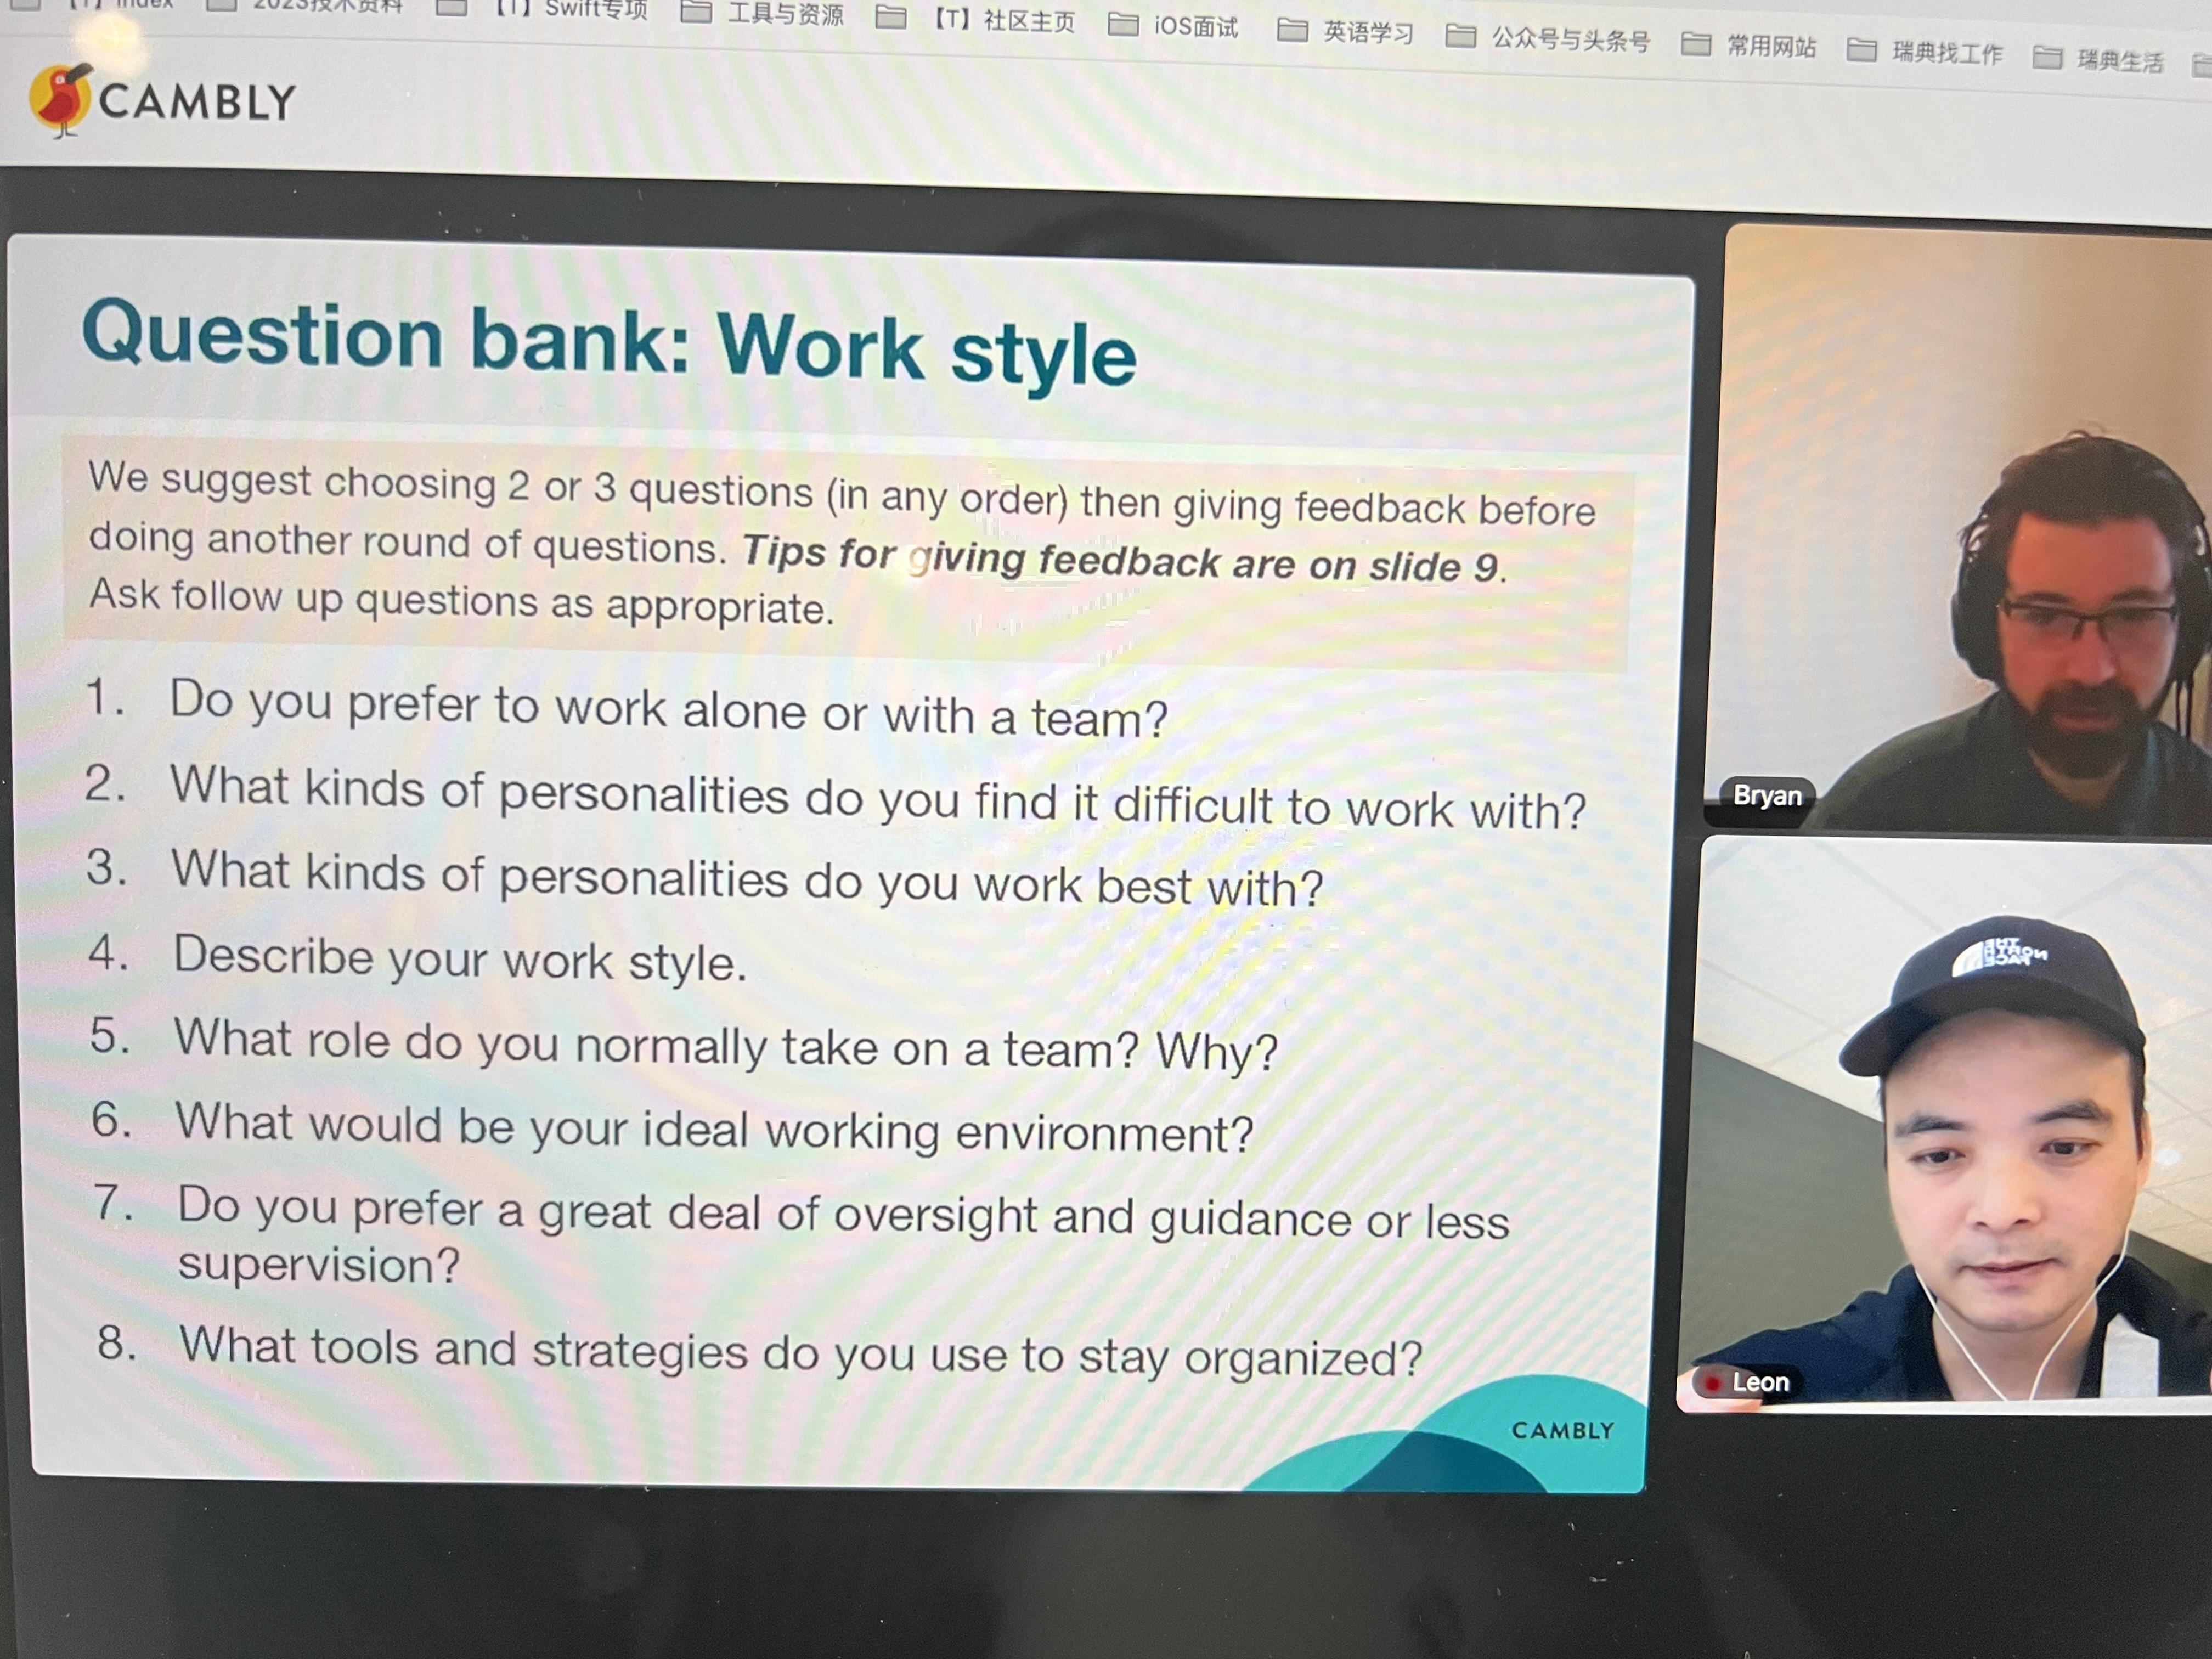 2023技术资料
【T】Swift专项
工具与资源
【T】社区主页
iOS面试
英语学习
公众号与头条号
常用网站
瑞典找工作
瑞典生活
CAMBLY
Question bank: Work style
We suggest choosing 2 or 3 questions (in any order) then giving feedback before
doing another round of questions. Tips for giving feedback are on slide 9.
Ask follow up questions as appropriate.
1. Do you prefer to work alone or with a team?
2. What kinds of personalities do you find it difficult to work with?
3. What kinds of personalities do you work best with?
4. Describe your work style.
5. What role do you normally take on a team? Why?
6. What would be your ideal working environment?
7. Do you prefer a great deal of oversight and guidance or less
supervision?
8. What tools and strategies do you use to stay organized?
CAMBLY
Bryan
THE
NORTH
FACE
Leon